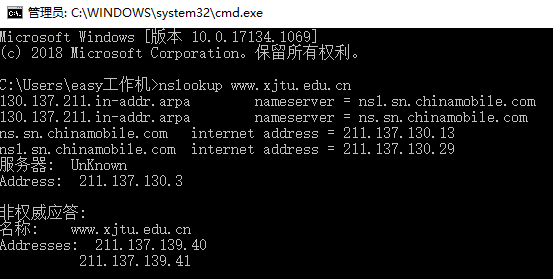 管理员: C:\WINDOWS\system32\cmd.exe
Microsoft Windows [版本 10.0.17134.1069]
(c) 2018 Microsoft Corporation。保留所有权利。
C:\Users\easy工作机>nslookup www.xjtu.edu.cn
130.137.211.in-addr.arpa nameserver = ns1.sn.chinamobile.com
130.137.211.in-addr.arpa nameserver = ns.sn.chinamobile.com
ns.sn.chinamobile.com internet address = 211.137.130.13
ns1.sn.chinamobile.com internet address = 211.137.130.29
服务器: UnKnown
Address: 211.137.130.3
非权威应答:
名称: www.xjtu.edu.cn
Addresses: 211.137.139.40
211.137.139.41